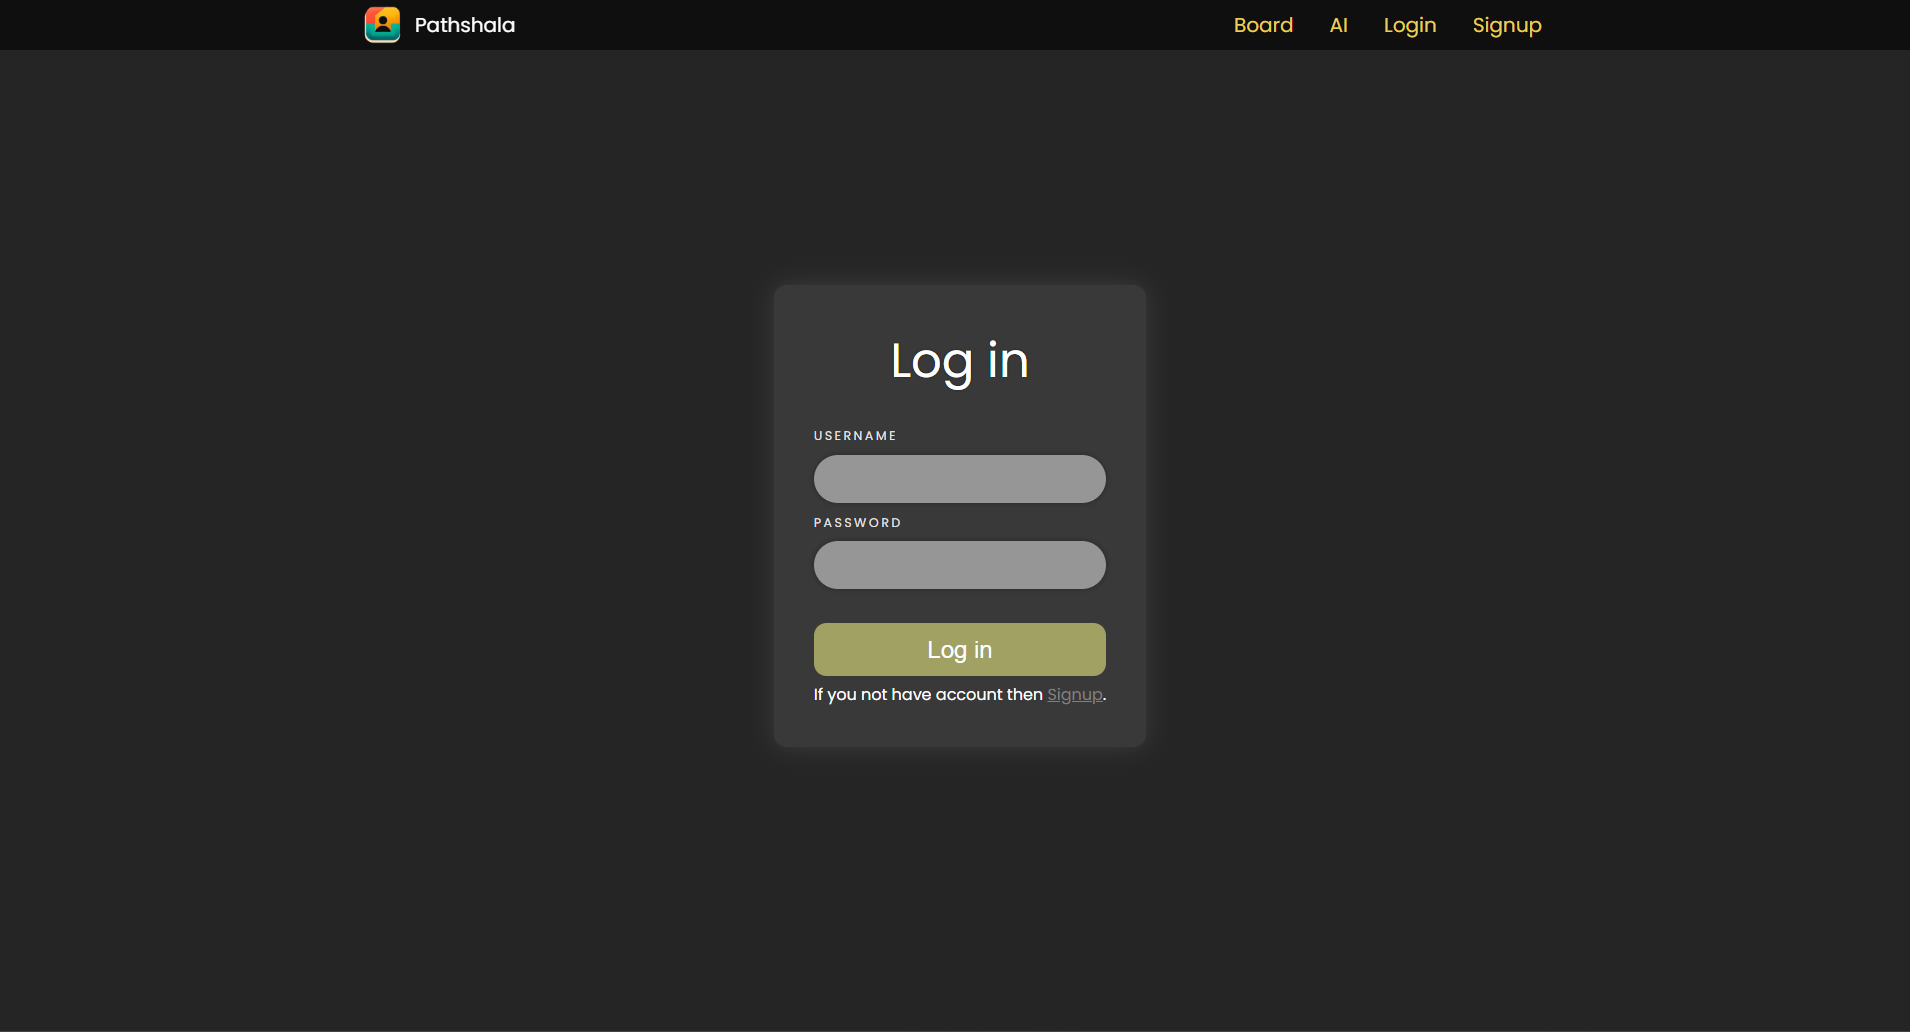 Pathshala
Board AI Login Signup
Log in
USERNAME
PASSWORD
Log in
If you not have account then Signup.